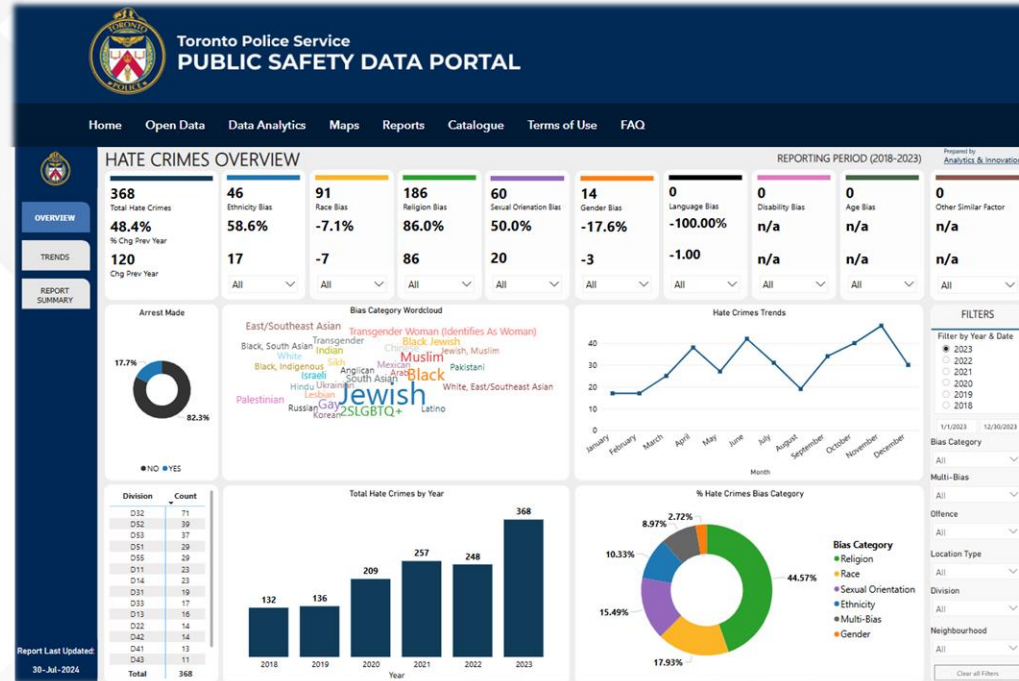 TORONTO
POLICE
Toronto Police Service
PUBLIC SAFETY DATA PORTAL
Home Open Data Data Analytics Maps Reports Catalogue Terms of Use FAQ
HATE CRIMES OVERVIEW
REPORTING PERIOD (2018-2023)
Prepared by
Analytics & Innovation
OVERVIEW
TRENDS
REPORT
SUMMARY
368
Total Hate Crimes
48.4%
% Chg Prev Year
120
Chg Prev Year
46
Ethnicity Bias
58.6%
17
All
91
Race Bias
-7.1%
-7
All
186
Religion Bias
86.0%
86
All
60
Sexual Orienation Bias
50.0%
20
All
14
Gender Bias
-17.6%
-3
All
0
Language Bias
-100.00%
-1.00
All
0
Disability Bias
n/a
n/a
All
0
Age Bias
n/a
n/a
All
0
Other Similar Factor
n/a
n/a
All
Arrest Made
17.7%
82.3%
NO YES
Bias Category Wordcloud
East/Southeast Asian
Transgender Woman (Identifies As Woman)
Black, South Asian
Transgender
Black Jewish
Indian
Chinese
Jewish, Muslim
White
Muslim
Black, Indigenous
Sikh
Mexican
Pakistani
Israeli
Anglican
Arab
Black
South Asian
Hindu
Ukrainian
White, East/Southeast Asian
Lesbian
Jewish
Palestinian
Gay
Russian
2SLGBTQ+
Latino
Korean
Hate Crimes Trends
40
30
20
10
0
January February March April May June July August September October November December
Month
FILTERS
Filter by Year & Date
2023
2022
2021
2020
2019
2018
1/1/2023 12/30/2023
Bias Category
All
Multi-Bias
All
Offence
All
Location Type
All
Division
All
Neighbourhood
All
Clear all Filters
Division Count
D32 71
D52 39
D53 37
D51 29
D55 29
D11 23
D14 23
D31 19
D33 17
D13 16
D22 14
D42 14
D41 13
D43 11
Total 368
Total Hate Crimes by Year
132
136
209
257
248
368
2018 2019 2020 2021 2022 2023
Year
% Hate Crimes Bias Category
2.72%
8.97%
10.33%
15.49%
17.93%
44.57%
Bias Category
Religion
Race
Sexual Orientation
Ethnicity
Multi-Bias
Gender
Report Last Updated:
30-Jul-2024